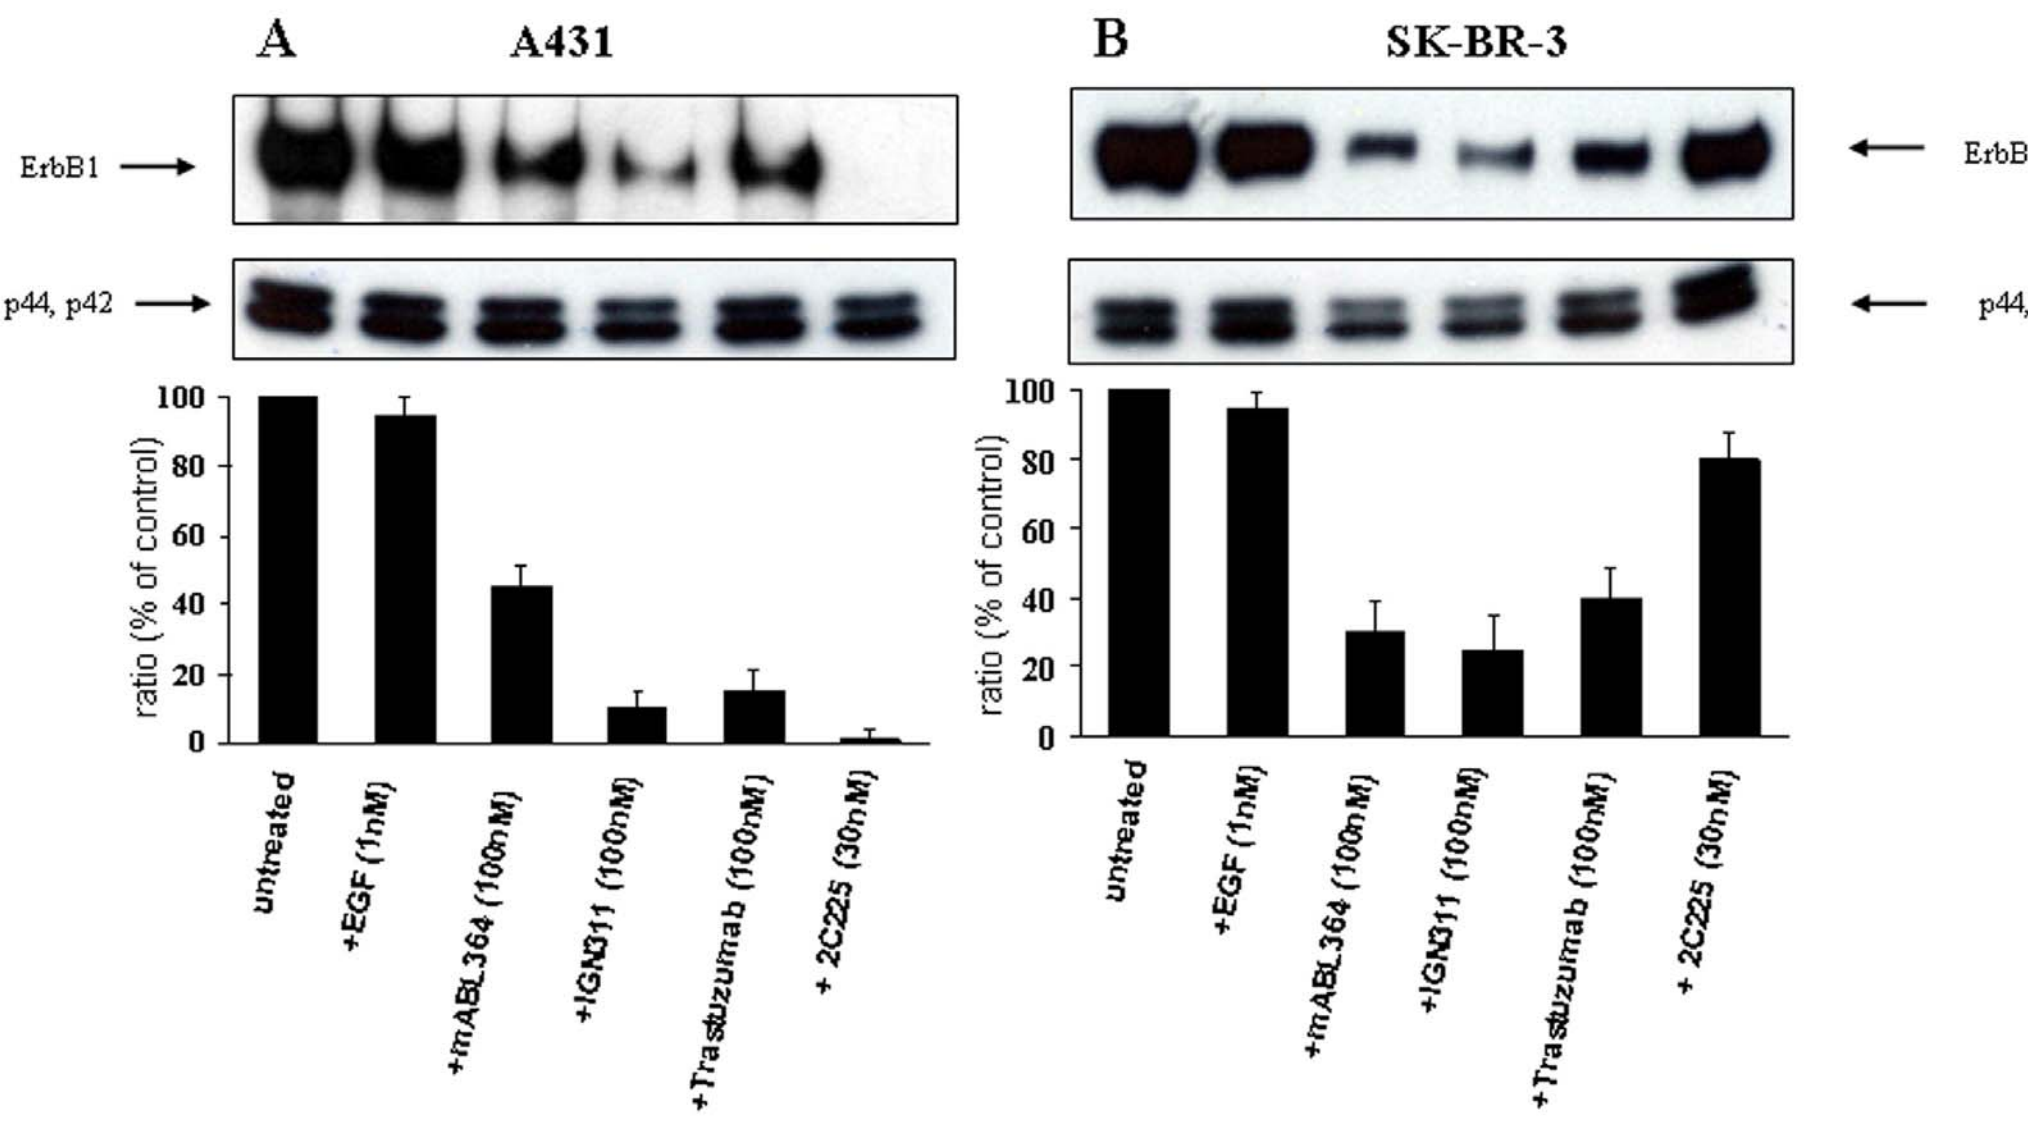 A A431
B SK-BR-3
ErbB1
ErbB
p44, p42
p44,
100
80
60
40
20
0
ratio (% of control)
untreated
+EGF (1nM)
+mABL364 (100nM)
+IGN311 (100nM)
+Trastuzumab (100nM)
+ 2C225 (30nM)
100
80
60
40
20
0
ratio (% of control)
untreated
+EGF (1nM)
+mABL364 (100nM)
+IGN311 (100nM)
+Trastuzumab (100nM)
+ 2C225 (30nM)